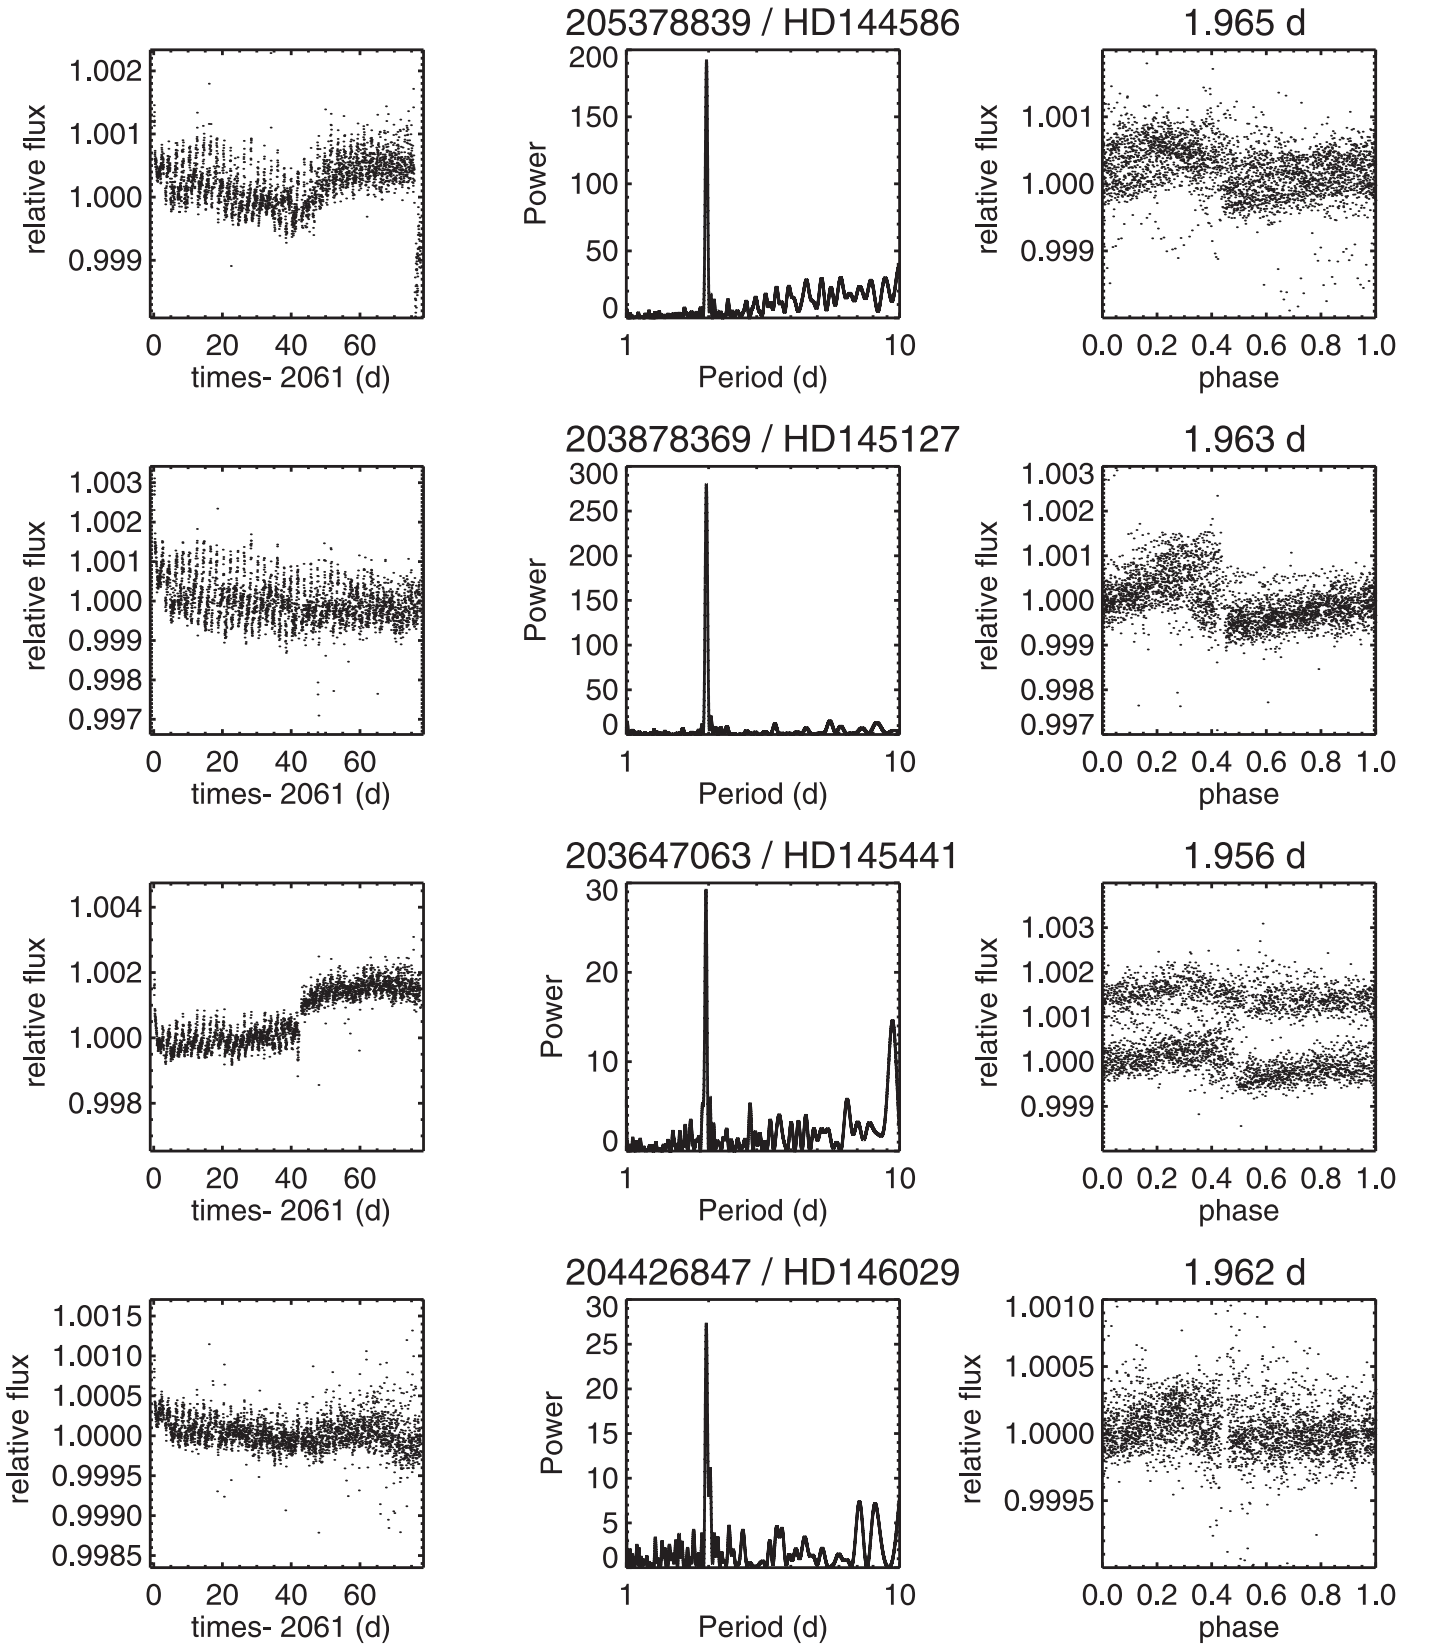 205378839 / HD144586
1.965 d
relative flux
1.002
1.001
1.000
0.999
0 20 40 60
times- 2061 (d)
Power
200
150
100
50
0
1 10
Period (d)
relative flux
1.001
1.000
0.999
0.0 0.2 0.4 0.6 0.8 1.0
phase
203878369 / HD145127
1.963 d
relative flux
1.003
1.002
1.001
1.000
0.999
0.998
0.997
0 20 40 60
times- 2061 (d)
Power
300
250
200
150
100
50
0
1 10
Period (d)
relative flux
1.003
1.002
1.001
1.000
0.999
0.998
0.997
0.0 0.2 0.4 0.6 0.8 1.0
phase
203647063 / HD145441
1.956 d
relative flux
1.004
1.002
1.000
0.998
0 20 40 60
times- 2061 (d)
Power
30
20
10
0
1 10
Period (d)
relative flux
1.003
1.002
1.001
1.000
0.999
0.0 0.2 0.4 0.6 0.8 1.0
phase
204426847 / HD146029
1.962 d
relative flux
1.0015
1.0010
1.0005
1.0000
0.9995
0.9990
0.9985
0 20 40 60
times- 2061 (d)
Power
30
25
20
15
10
5
0
1 10
Period (d)
relative flux
1.0010
1.0005
1.0000
0.9995
0.0 0.2 0.4 0.6 0.8 1.0
phase